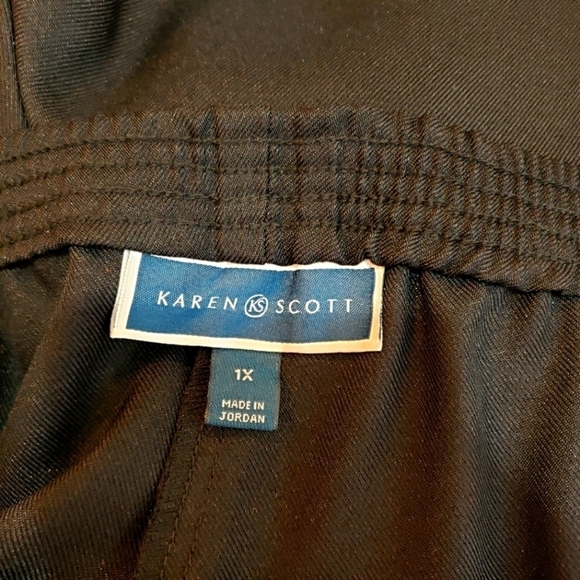 KAREN KS SCOTT
1X
MADE IN
JORDAN